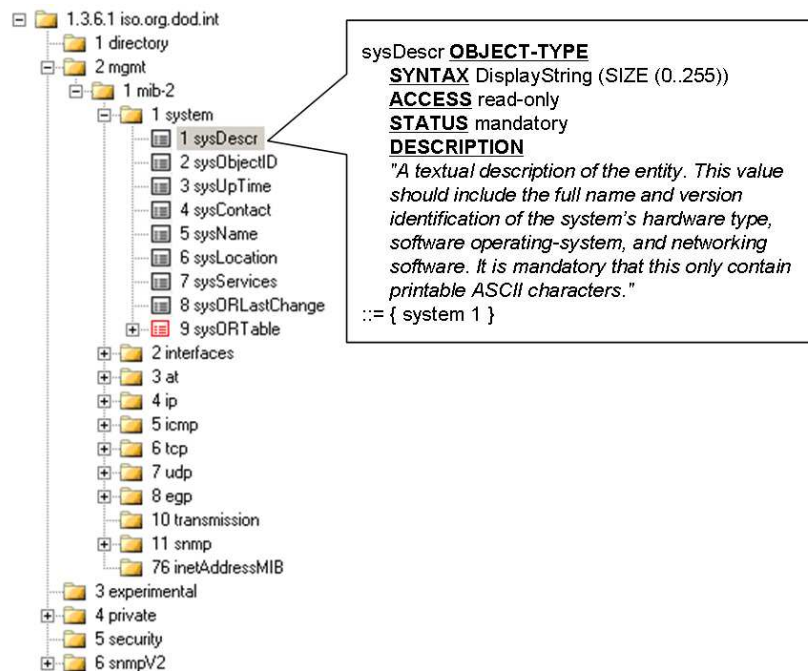 1.3.6.1 iso.org.dod.int
1 directory
2 mgmt
1 mib-2
1 system
1 sysDescr
2 sysObjectID
3 sysUpTime
4 sysContact
5 sysName
6 sysLocation
7 sysServices
8 sysORLastChange
9 sysORTable
2 interfaces
3 at
4 ip
5 icmp
6 tcp
7 udp
8 egp
10 transmission
11 snmp
76 inetAddressMIB
3 experimental
4 private
5 security
6 snmpV2
sysDescr OBJECT-TYPE
SYNTAX DisplayString (SIZE (0..255))
ACCESS read-only
STATUS mandatory
DESCRIPTION
"A textual description of the entity. This value
should include the full name and version
identification of the system's hardware type,
software operating-system, and networking
software. It is mandatory that this only contain
printable ASCII characters."
::= { system 1 }